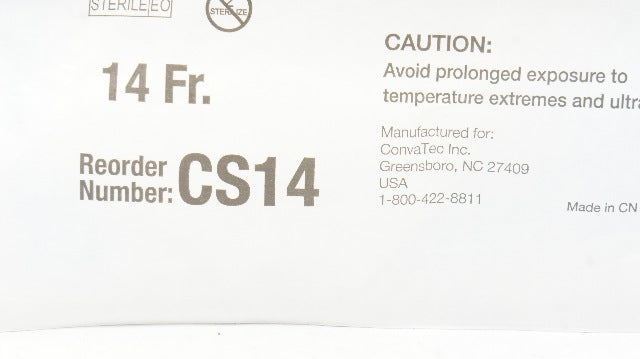 STERILE EO
STERILIZE
14 Fr.
Reorder
Number: CS14
CAUTION:
Avoid prolonged exposure to
temperature extremes and ultra
Manufactured for:
ConvaTec Inc.
Greensboro, NC 27409
USA
1-800-422-8811
Made in CN